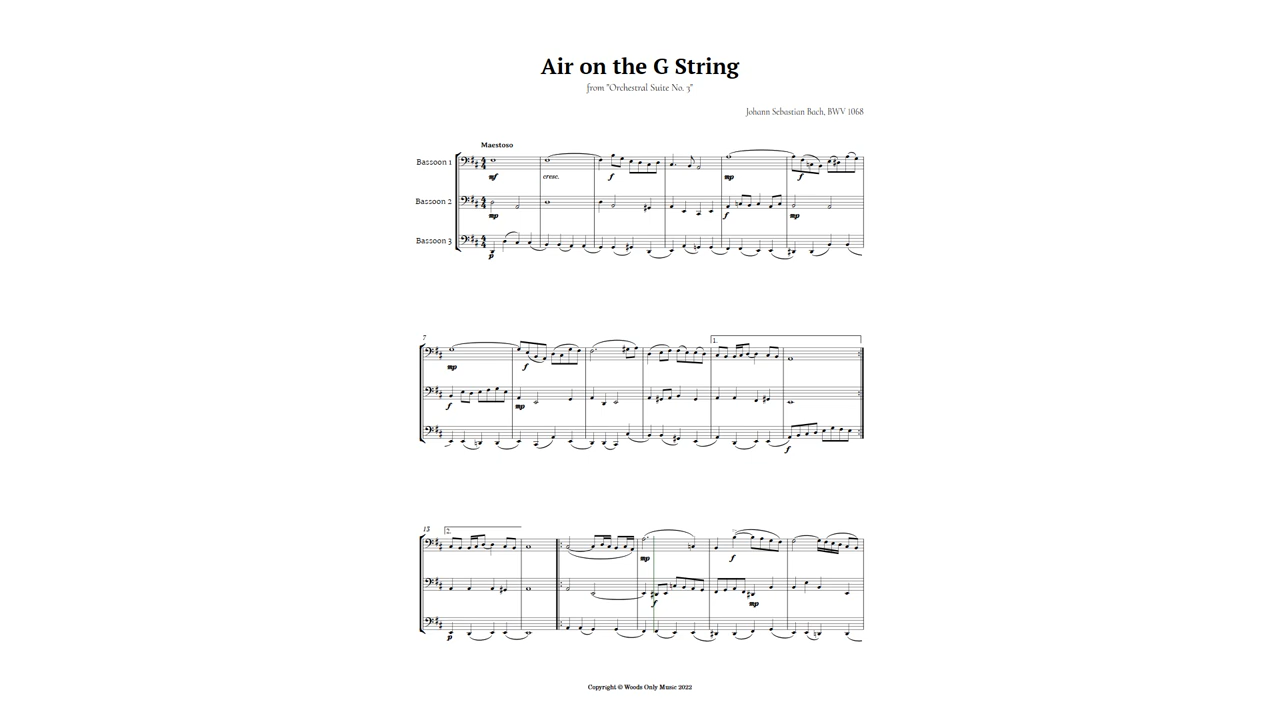 Air on the G String
from "Orchestral Suite No. 3"
Johann Sebastian Bach, BWV 1068
Maestoso
Bassoon 1
mf
cresc.
f
mp
f
Bassoon 2
mp
f
mp
Bassoon 3
p
7
1.
mp
f
f
mp
f
13
2.
mp
f
f
mp
p
Copyright © Woods Only Music 2022